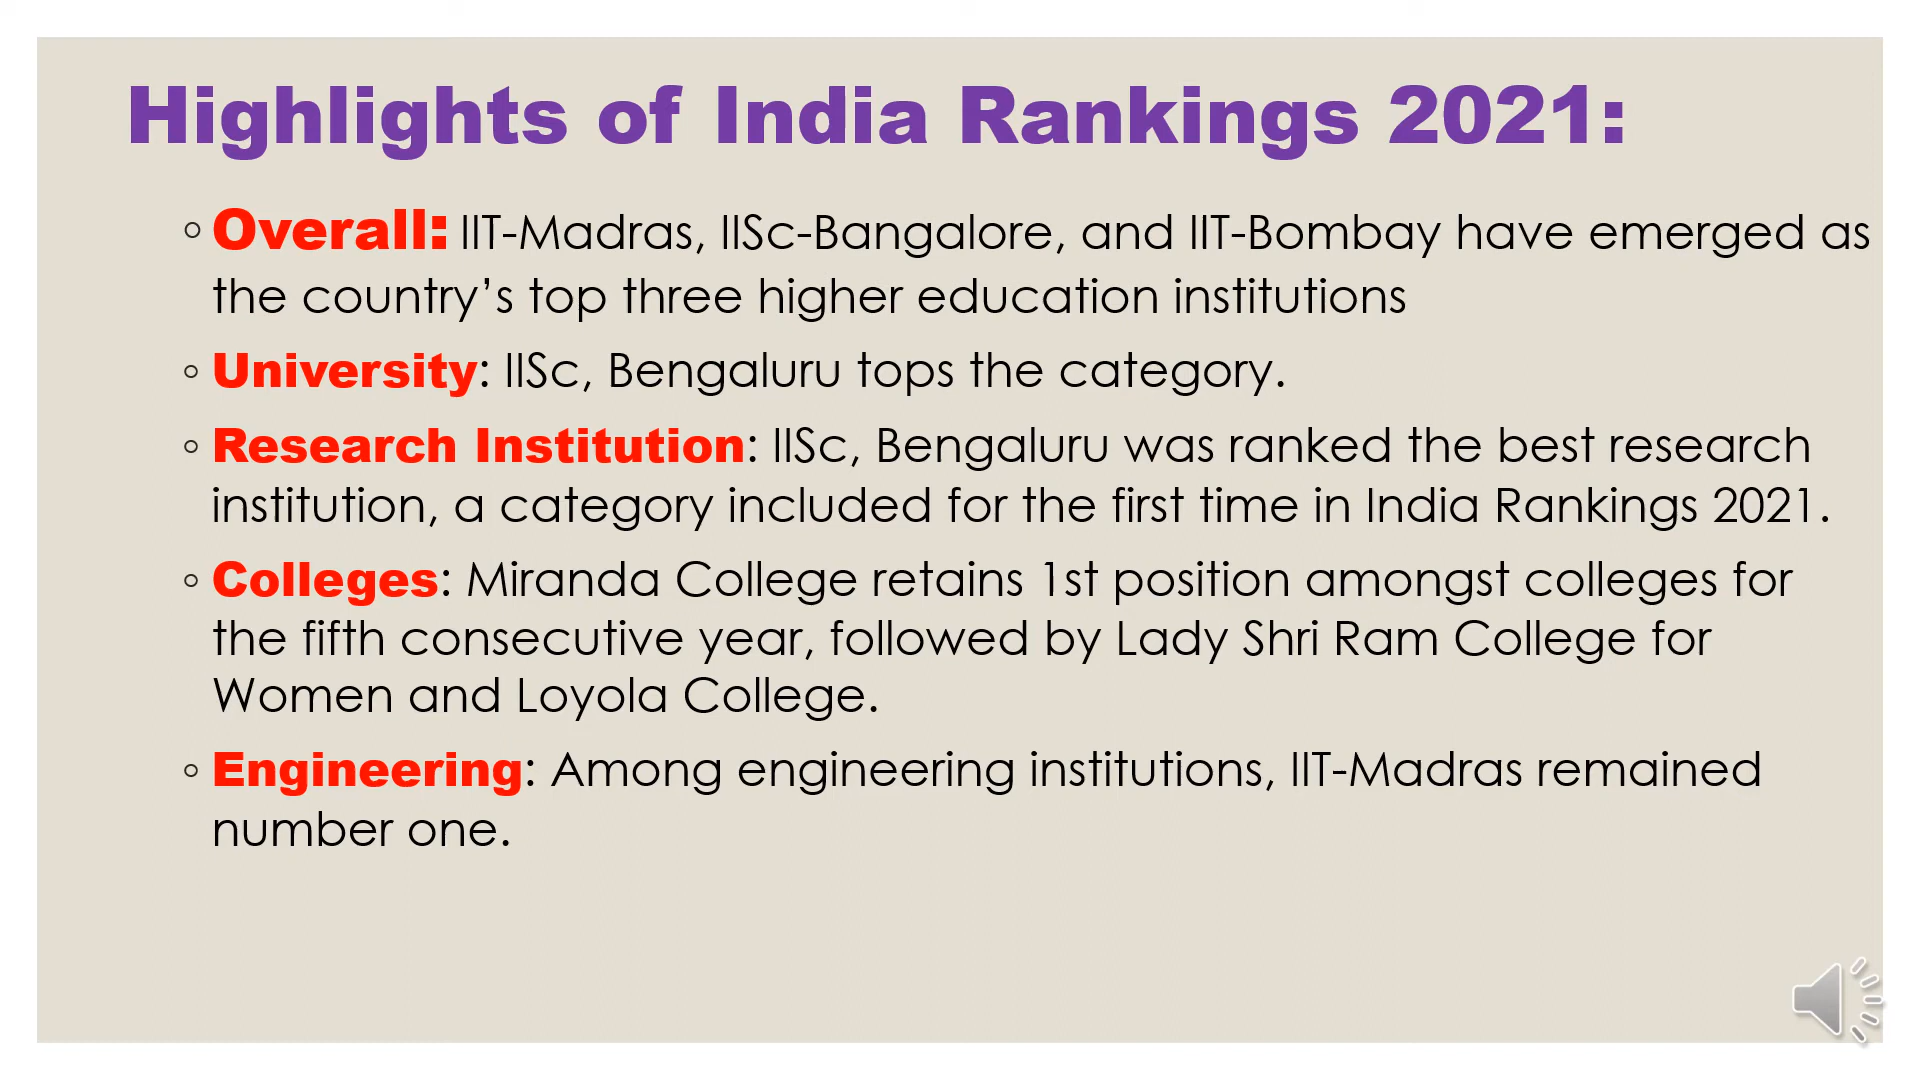 Highlights of India Rankings 2021:
◦ Overall: IIT-Madras, IISc-Bangalore, and IIT-Bombay have emerged as
the country’s top three higher education institutions
◦ University: IISc, Bengaluru tops the category.
◦ Research Institution: IISc, Bengaluru was ranked the best research
institution, a category included for the first time in India Rankings 2021.
◦ Colleges: Miranda College retains 1st position amongst colleges for
the fifth consecutive year, followed by Lady Shri Ram College for
Women and Loyola College.
◦ Engineering: Among engineering institutions, IIT-Madras remained
number one.